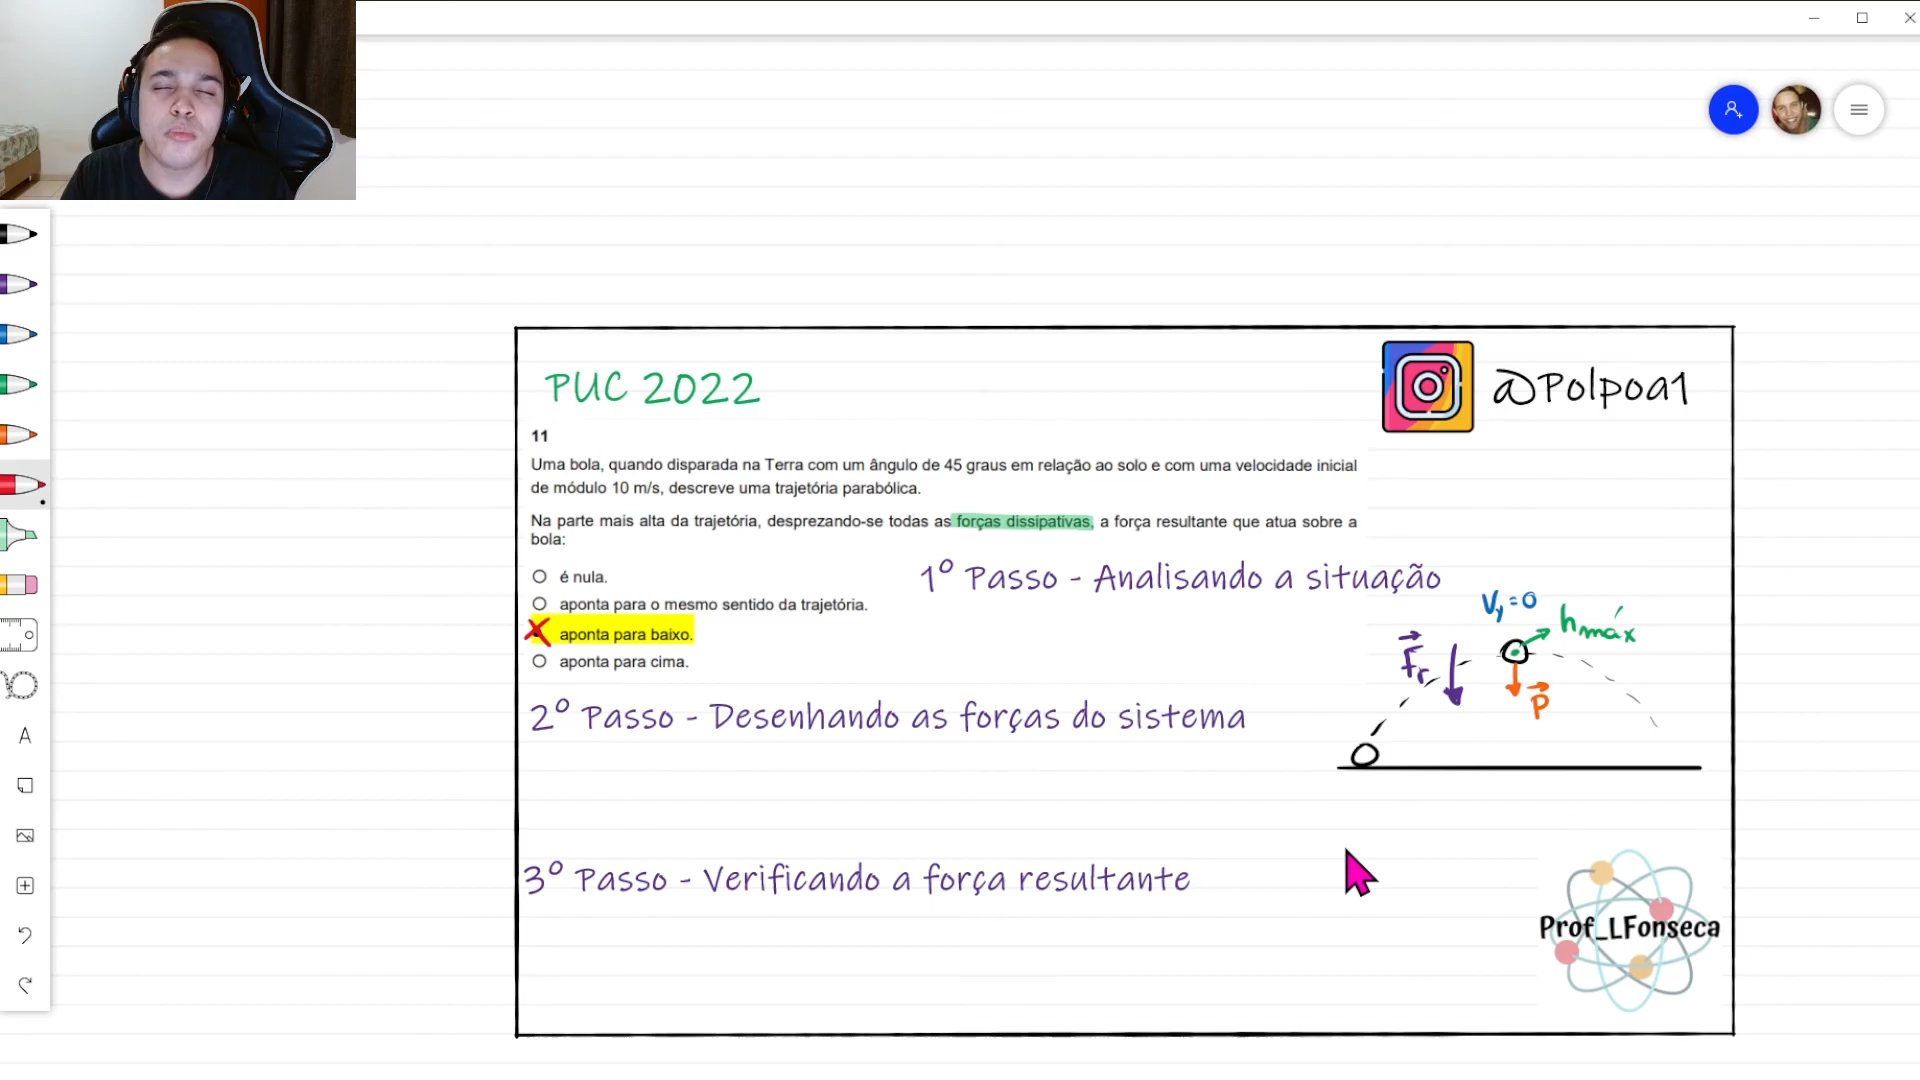 PUC 2022
@Polpoa1
11
Uma bola, quando disparada na Terra com um ângulo de 45 graus em relação ao solo e com uma velocidade inicial
de módulo 10 m/s, descreve uma trajetória parabólica.
Na parte mais alta da trajetória, desprezando-se todas as forças dissipativas, a força resultante que atua sobre a
bola:
é nula.
aponta para o mesmo sentido da trajetória.
aponta para baixo.
aponta para cima.
1º Passo - Analisando a situação
Vy=0
hmáx
Fr
P
2º Passo - Desenhando as forças do sistema
3º Passo - Verificando a força resultante
Prof_LFonseca
A